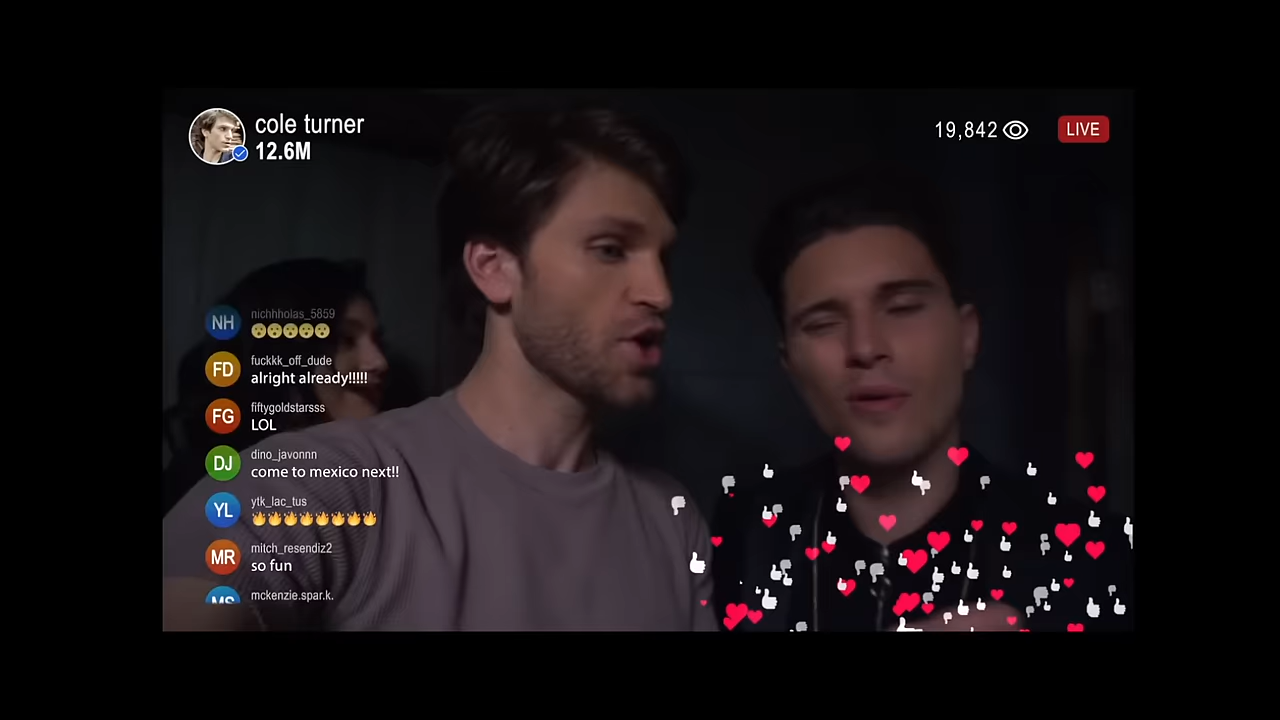 cole turner
12.6M
19,842
LIVE
NH
nichhholas_5859
😯😯😯😯😯
FD
fuckkk_off_dude
alright already!!!!!
FG
fiftygoldstarsss
LOL
DJ
dino_javonnn
come to mexico next!!
YL
ytk_lac_tus
🔥🔥🔥🔥🔥🔥🔥🔥
MR
mitch_resendiz2
so fun
MS
mckenzie.spar.k.